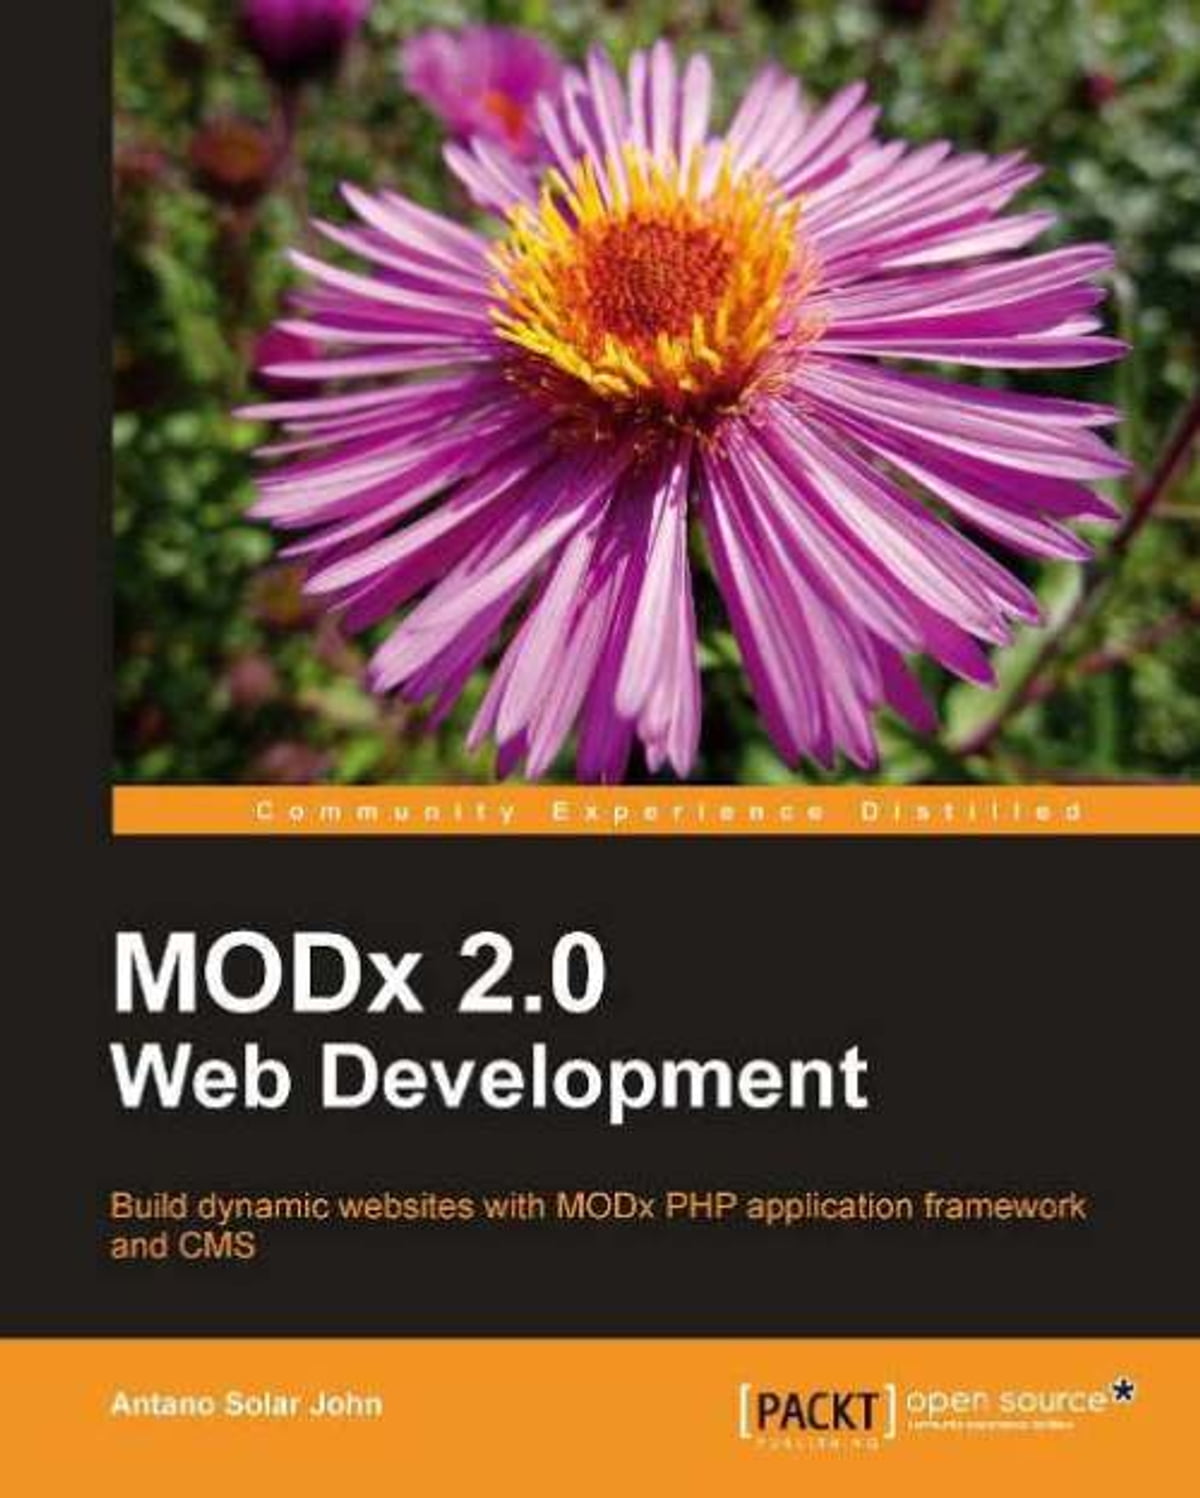 Community Experience Distilled
MODx 2.0
Web Development
Build dynamic websites with MODx PHP application framework
and CMS
Antano Solar John
[PACKT] open source*
PUBLISHING